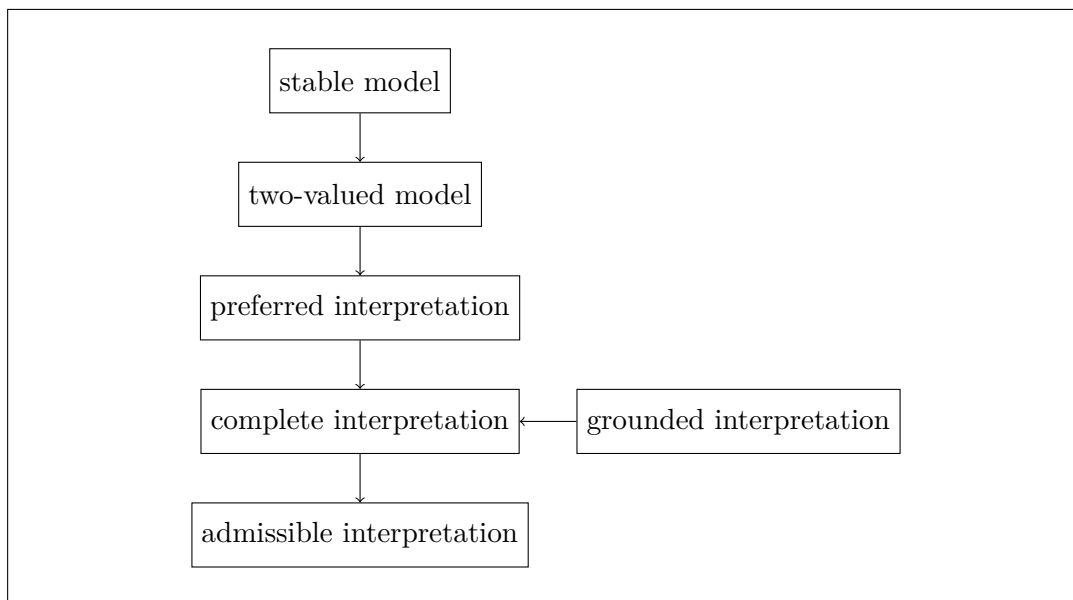 stable model
two-valued model
preferred interpretation
complete interpretation
grounded interpretation
admissible interpretation